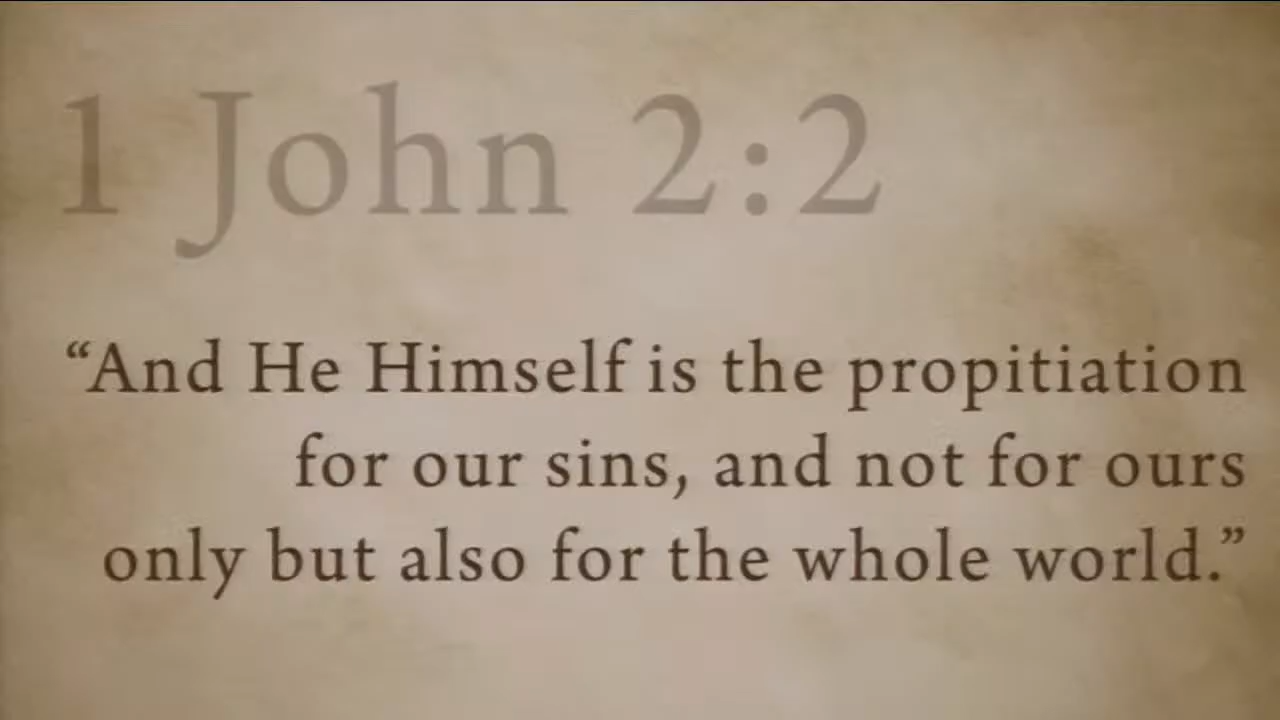 1 John 2:2
“And He Himself is the propitiation
for our sins, and not for ours
only but also for the whole world.”